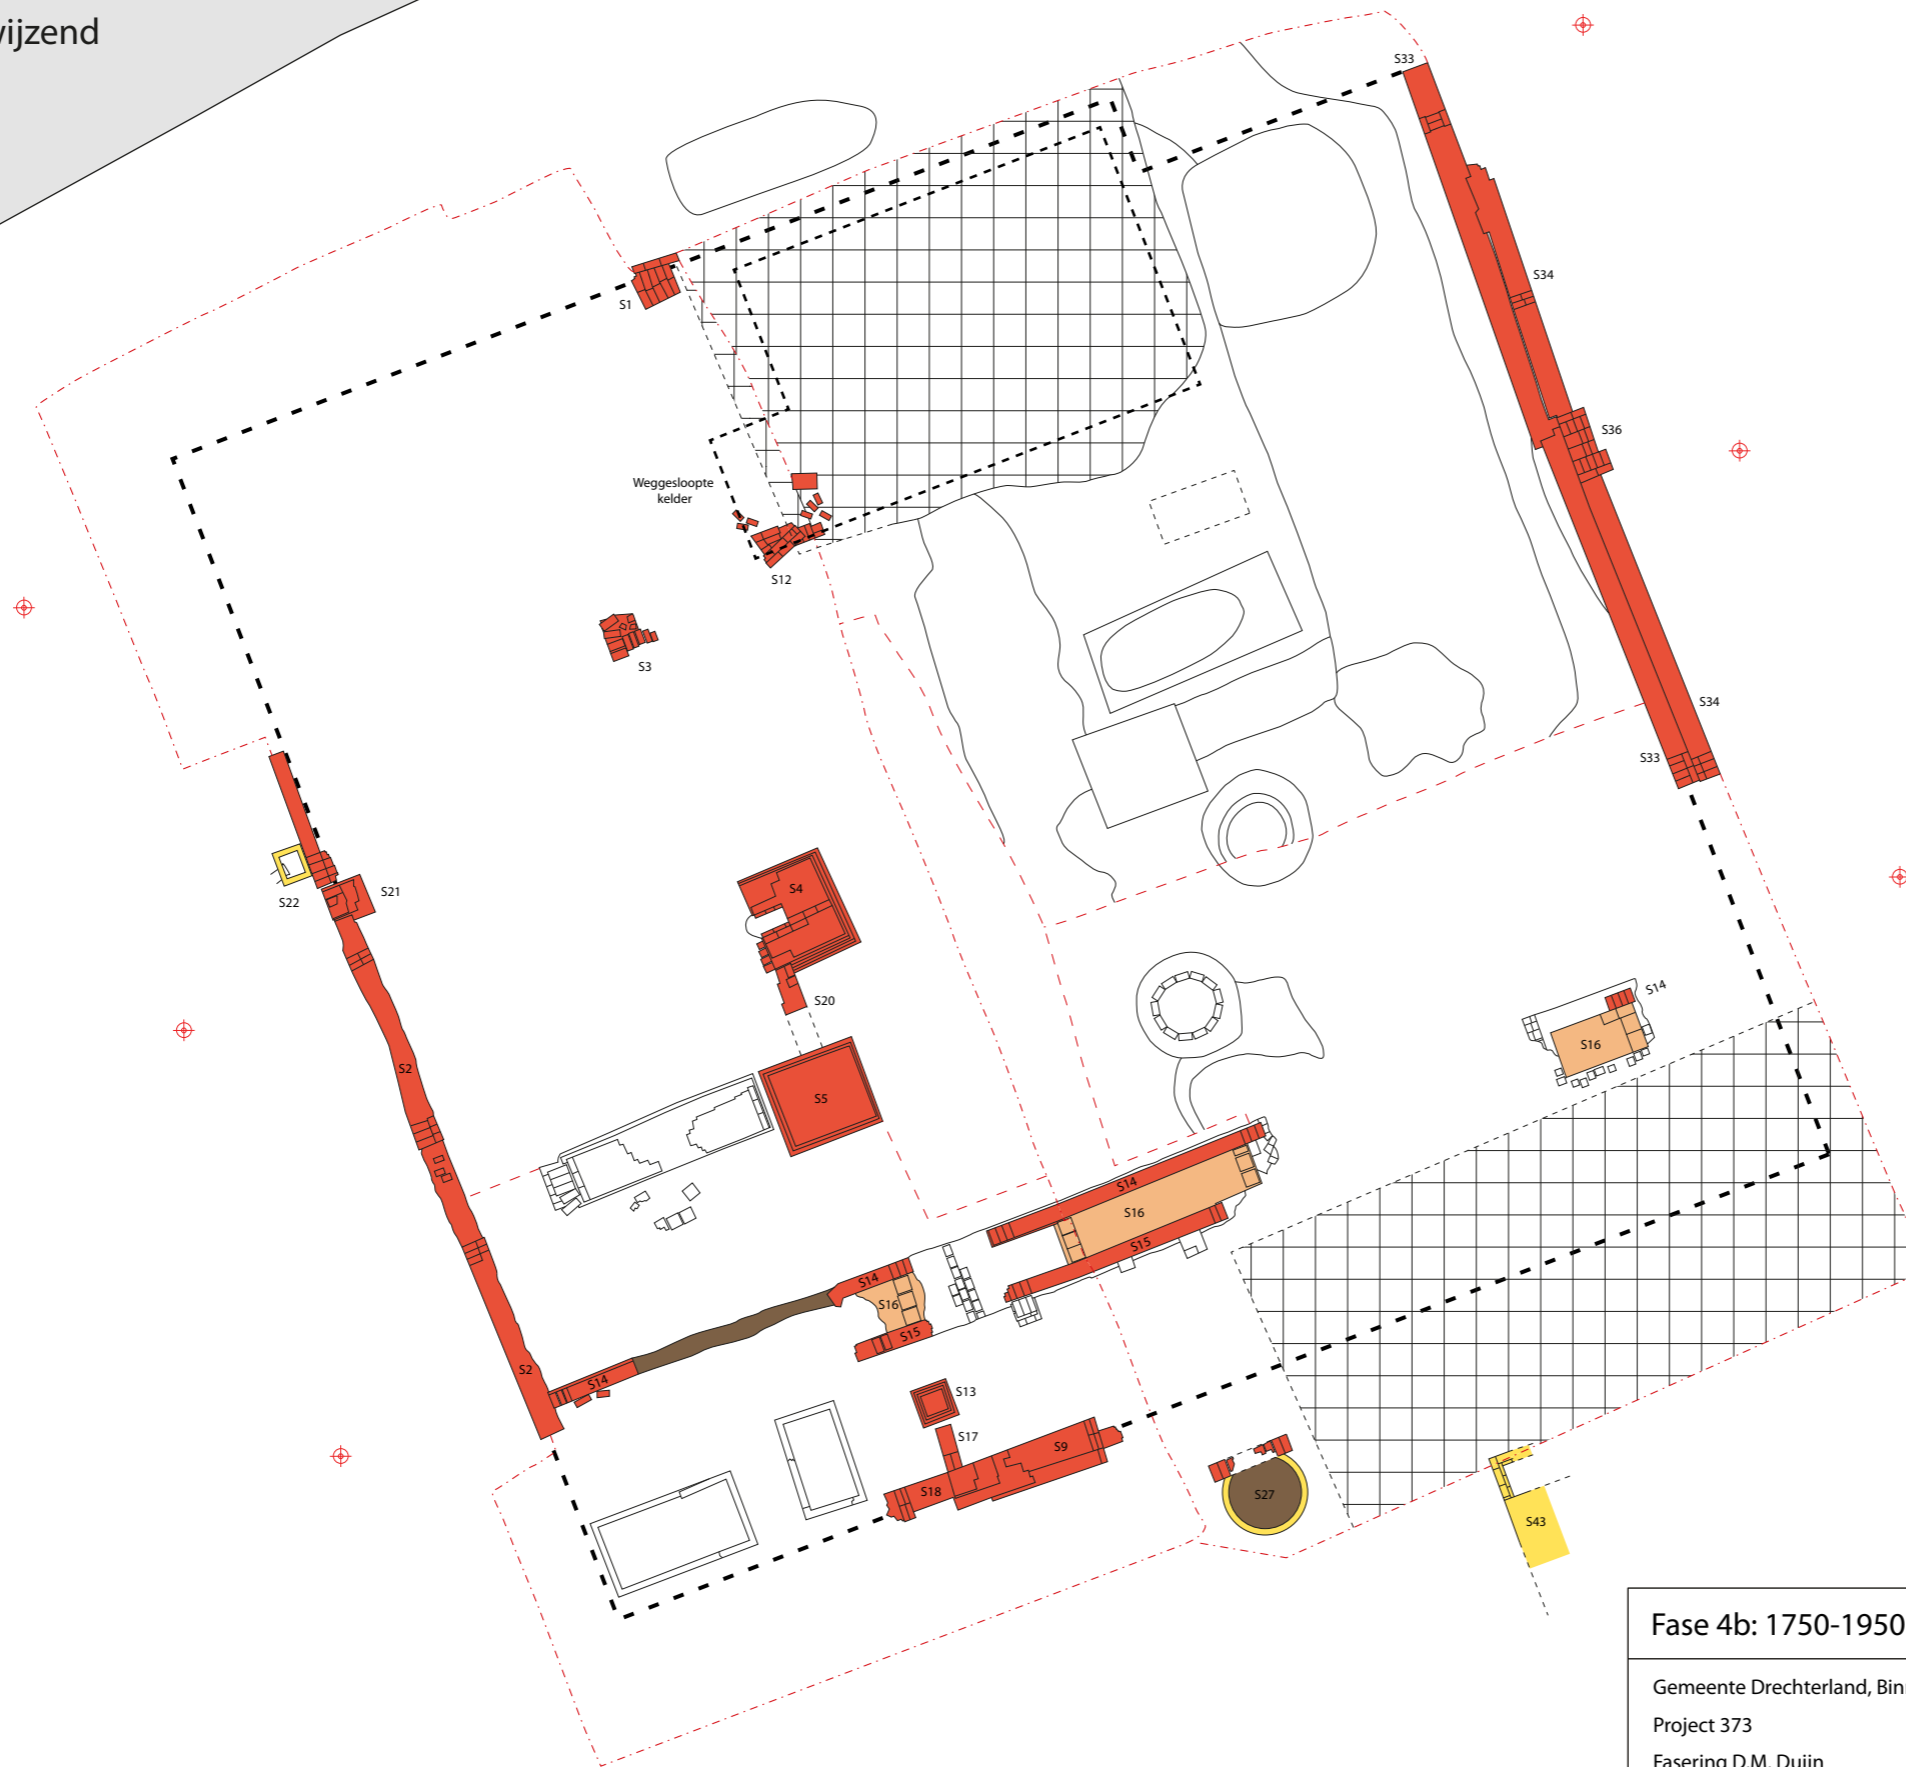 S33
S34
S1
S36
Weggesloopte
kelder
S12
S3
S34
S33
S4
S21
S22
S20
S14
S16
S2
S5
S14
S16
S15
S14
S16
S15
S2
S14
S13
S17
S9
S18
S27
S43
Fase 4b: 1750-1950
Gemeente Drechterland,
Project 373
Fasering D.M. Duijn